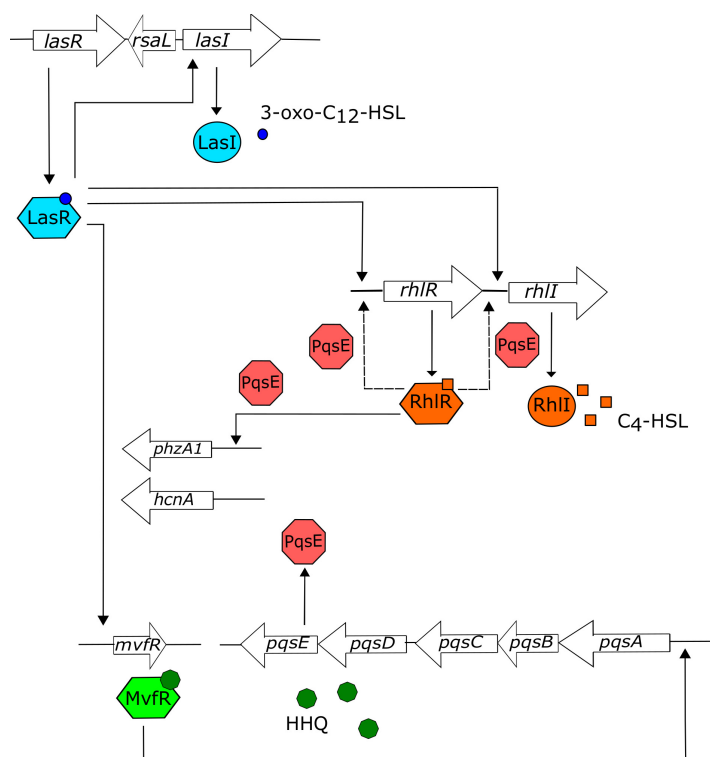 lasR rsaL lasI
3-oxo-C12-HSL
LasI
LasR
rhlR rhlI
PqsE PqsE
PqsE
RhlR RhlI
C4-HSL
phzA1
hcnA
PqsE
mvfR pqsE pqsD pqsC pqsB pqsA
MvfR
HHQ